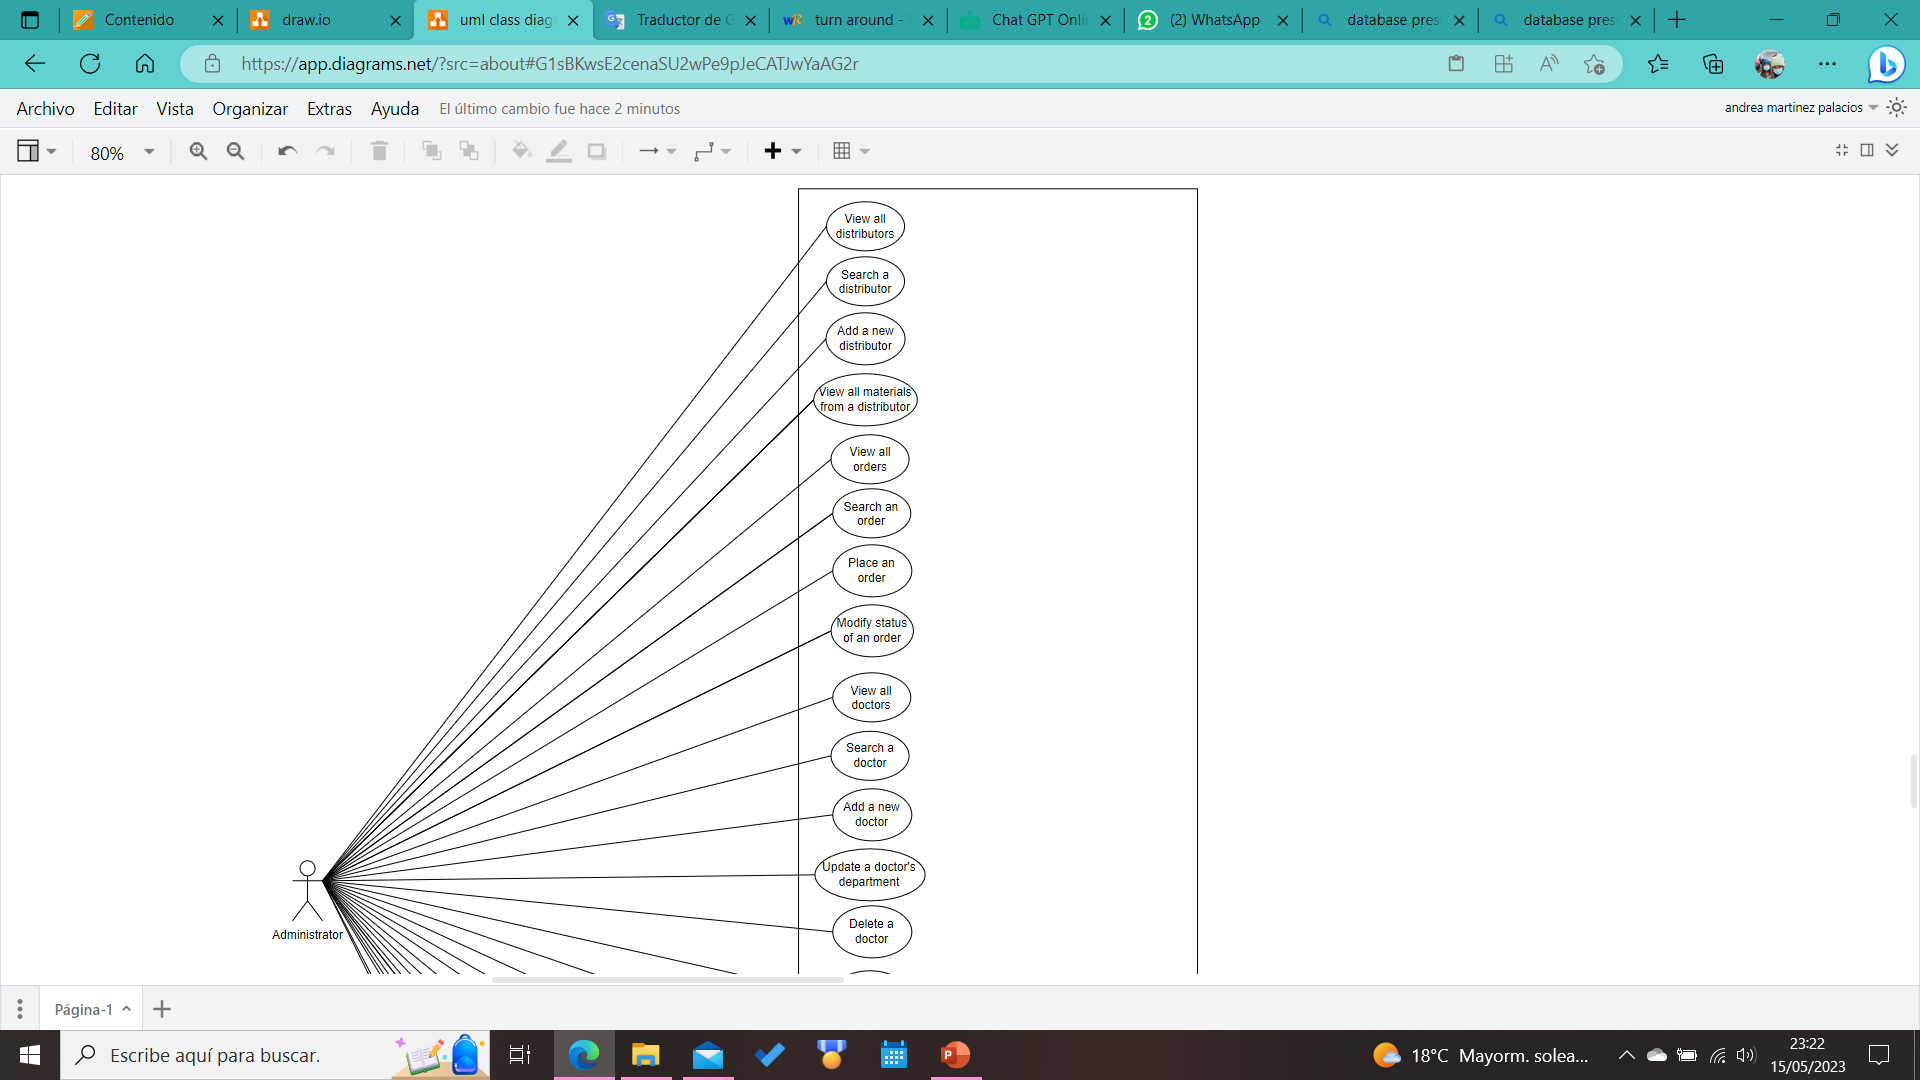 Contenido
draw.io
uml class diag
Traductor de G
wR
turn around -
Chat GPT Onli
2
(2) WhatsApp
database pres
database pres
https://app.diagrams.net/?src=about#G1sBKwsE2cenaSU2wPe9pJeCATJwYaAG2r
Archivo
Editar
Vista
Organizar
Extras
Ayuda
El último cambio fue hace 2 minutos
andrea martinez palacios
80%
View all
distributors
Search a
distributor
Add a new
distributor
View all materials
from a distributor
View all
orders
Search an
order
Place an
order
Modify status
of an order
View all
doctors
Search a
doctor
Add a new
doctor
Update a doctor's
department
Delete a
doctor
Administrator
Página-1
Escribe aquí para buscar.
18°C Mayorm. solea...
23:22
15/05/2023